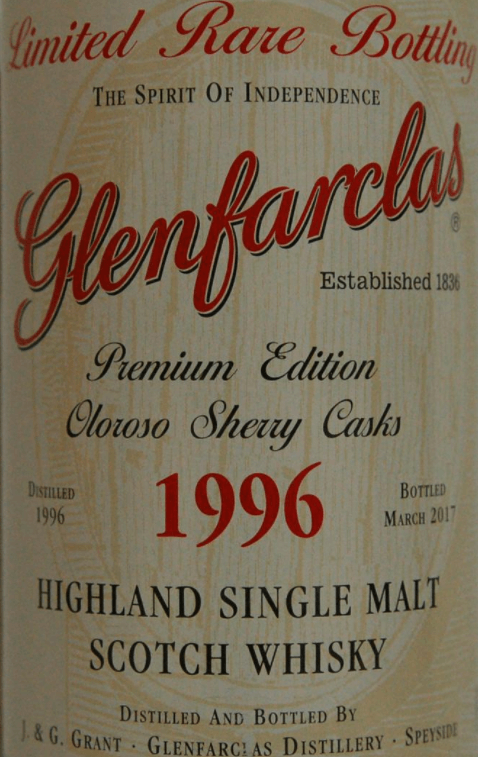 Limited Rare Bottling
The Spirit Of Independence
Glenfarclas
®
Established 1836
Premium Edition
Oloroso Sherry Casks
Distilled
1996
1996
Bottled
March 2017
HIGHLAND SINGLE MALT
SCOTCH WHISKY
Distilled And Bottled By
J. & G. Grant · Glenfarclas Distillery · Speyside